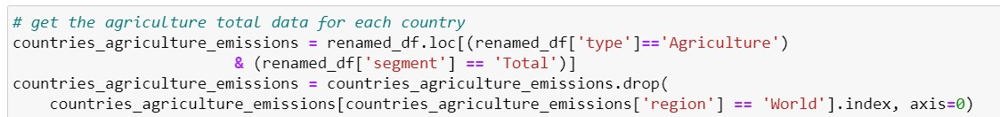 # get the agriculture total data for each country
countries_agriculture_emissions = renamed_df.loc[(renamed_df['type']=='Agriculture')
                      & (renamed_df['segment'] == 'Total')]
countries_agriculture_emissions = countries_agriculture_emissions.drop(
    countries_agriculture_emissions[countries_agriculture_emissions['region'] == 'World'].index, axis=0)